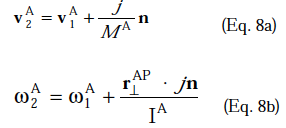 v₂ᴬ = v₁ᴬ + j/Mᴬ n (Eq. 8a)
ω₂ᴬ = ω₁ᴬ + r⊥ᴬᴾ · jn/Iᴬ (Eq. 8b)